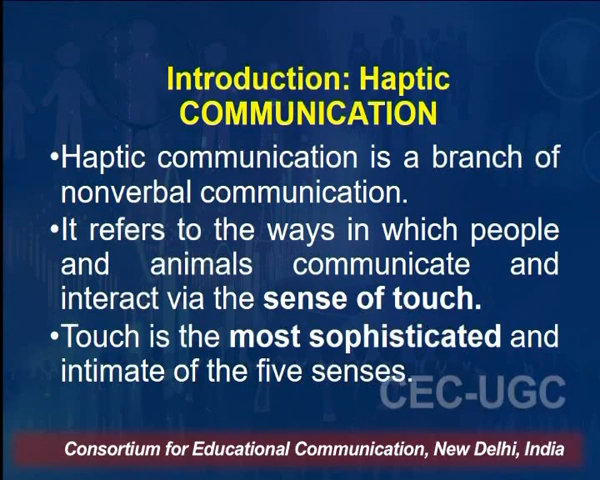 Introduction: Haptic
COMMUNICATION
•Haptic communication is a branch of
nonverbal communication.
•It refers to the ways in which people
and animals communicate and
interact via the sense of touch.
•Touch is the most sophisticated and
intimate of the five senses.
CEC-UGC
Consortium for Educational Communication, New Delhi, India